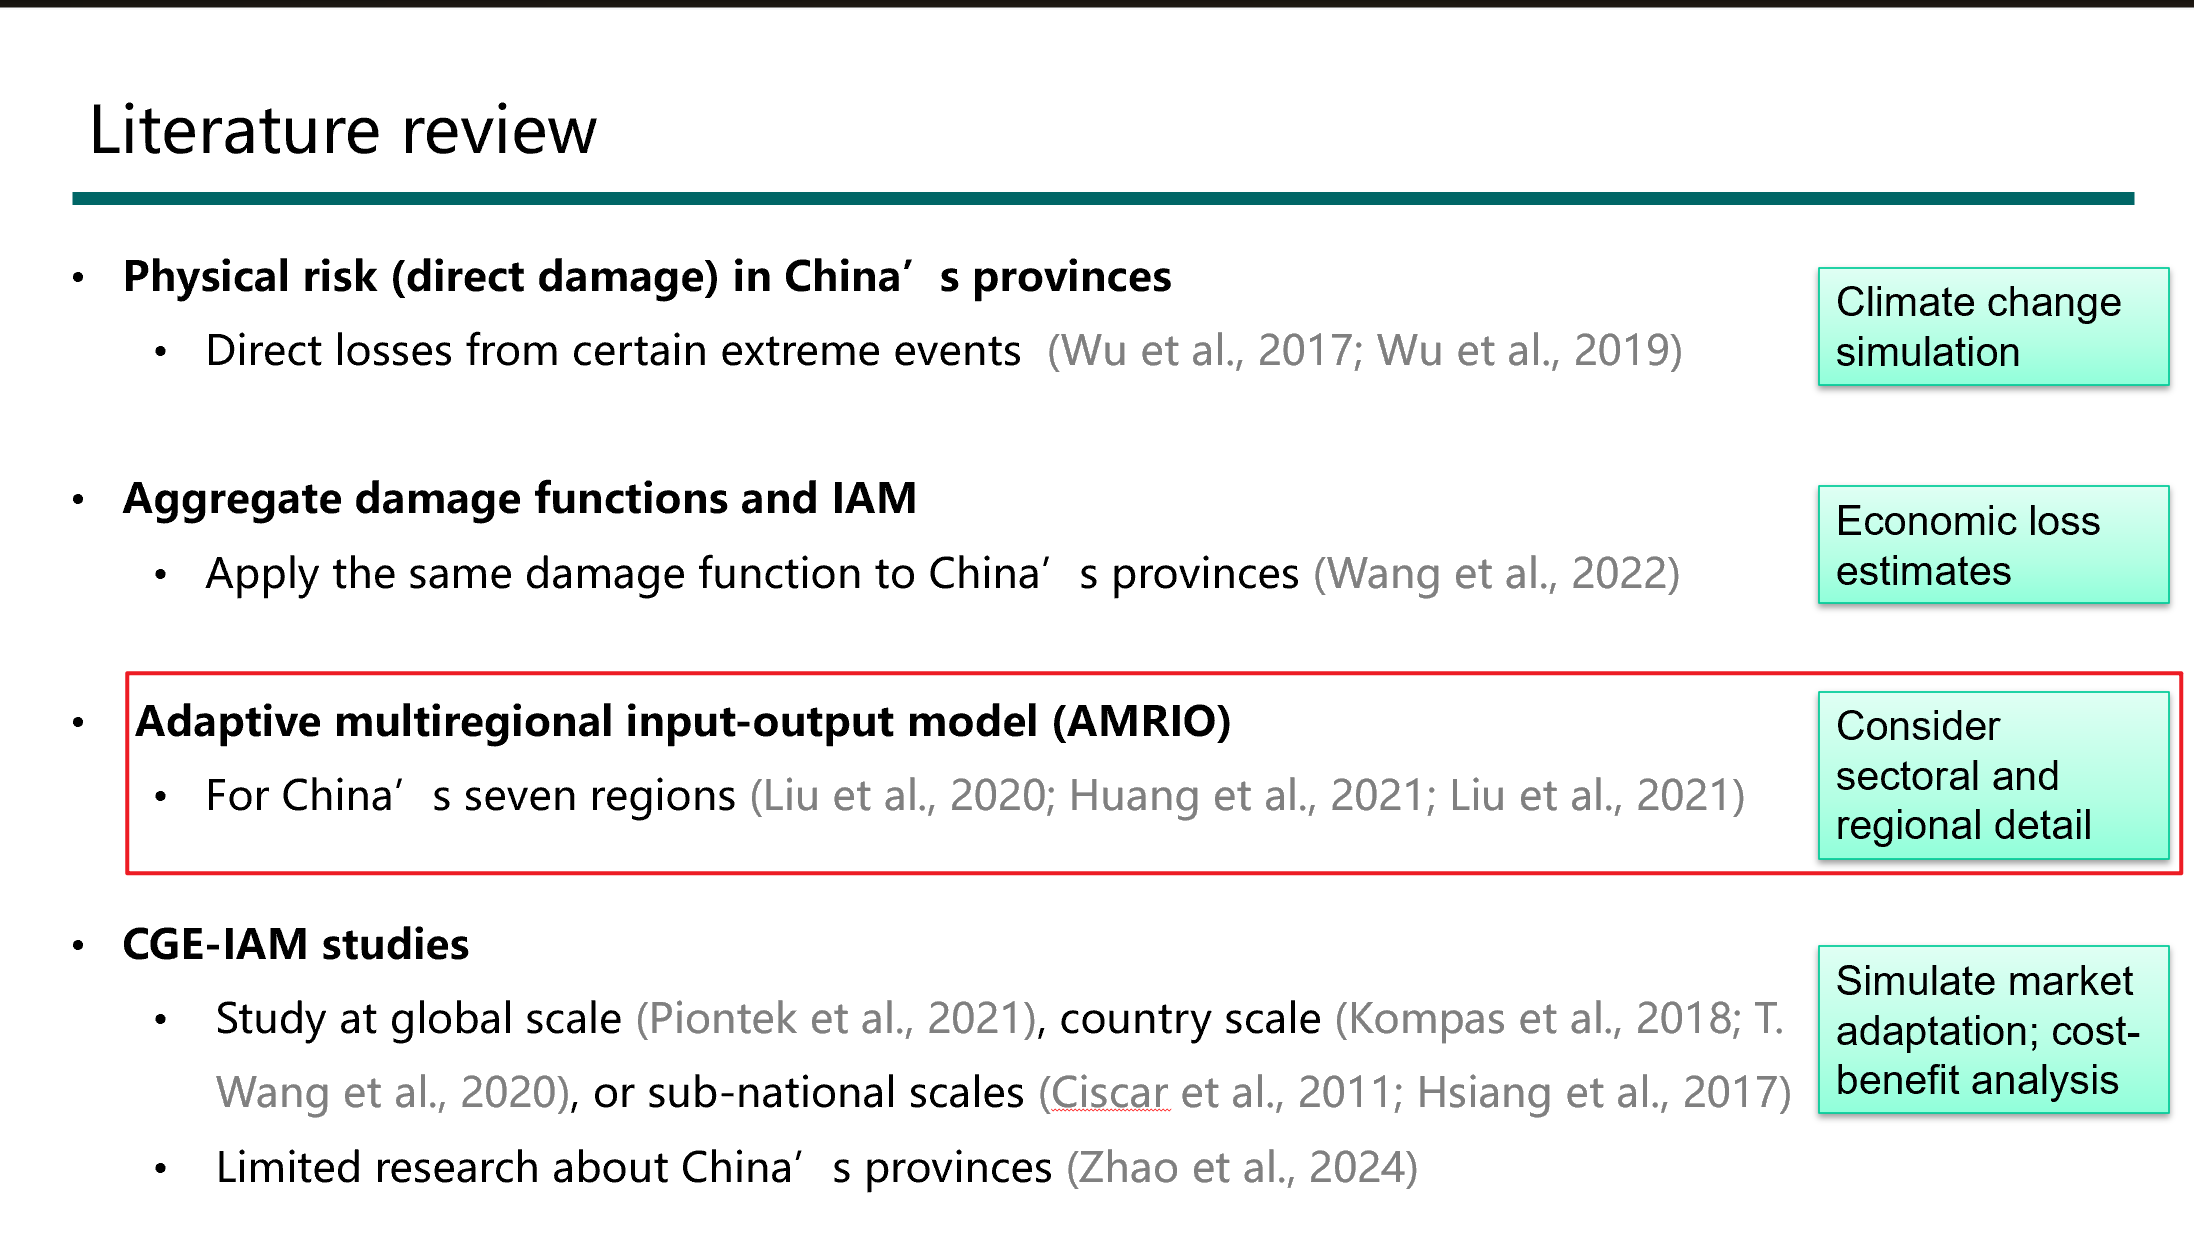 Literature review
• Physical risk (direct damage) in China’s provinces
• Direct losses from certain extreme events (Wu et al., 2017; Wu et al., 2019)
Climate change
simulation
• Aggregate damage functions and IAM
• Apply the same damage function to China’s provinces (Wang et al., 2022)
Economic loss
estimates
• Adaptive multiregional input-output model (AMRIO)
• For China’s seven regions (Liu et al., 2020; Huang et al., 2021; Liu et al., 2021)
Consider
sectoral and
regional detail
• CGE-IAM studies
• Study at global scale (Piontek et al., 2021), country scale (Kompas et al., 2018; T.
Wang et al., 2020), or sub-national scales (Ciscar et al., 2011; Hsiang et al., 2017)
• Limited research about China’s provinces (Zhao et al., 2024)
Simulate market
adaptation; cost-
benefit analysis